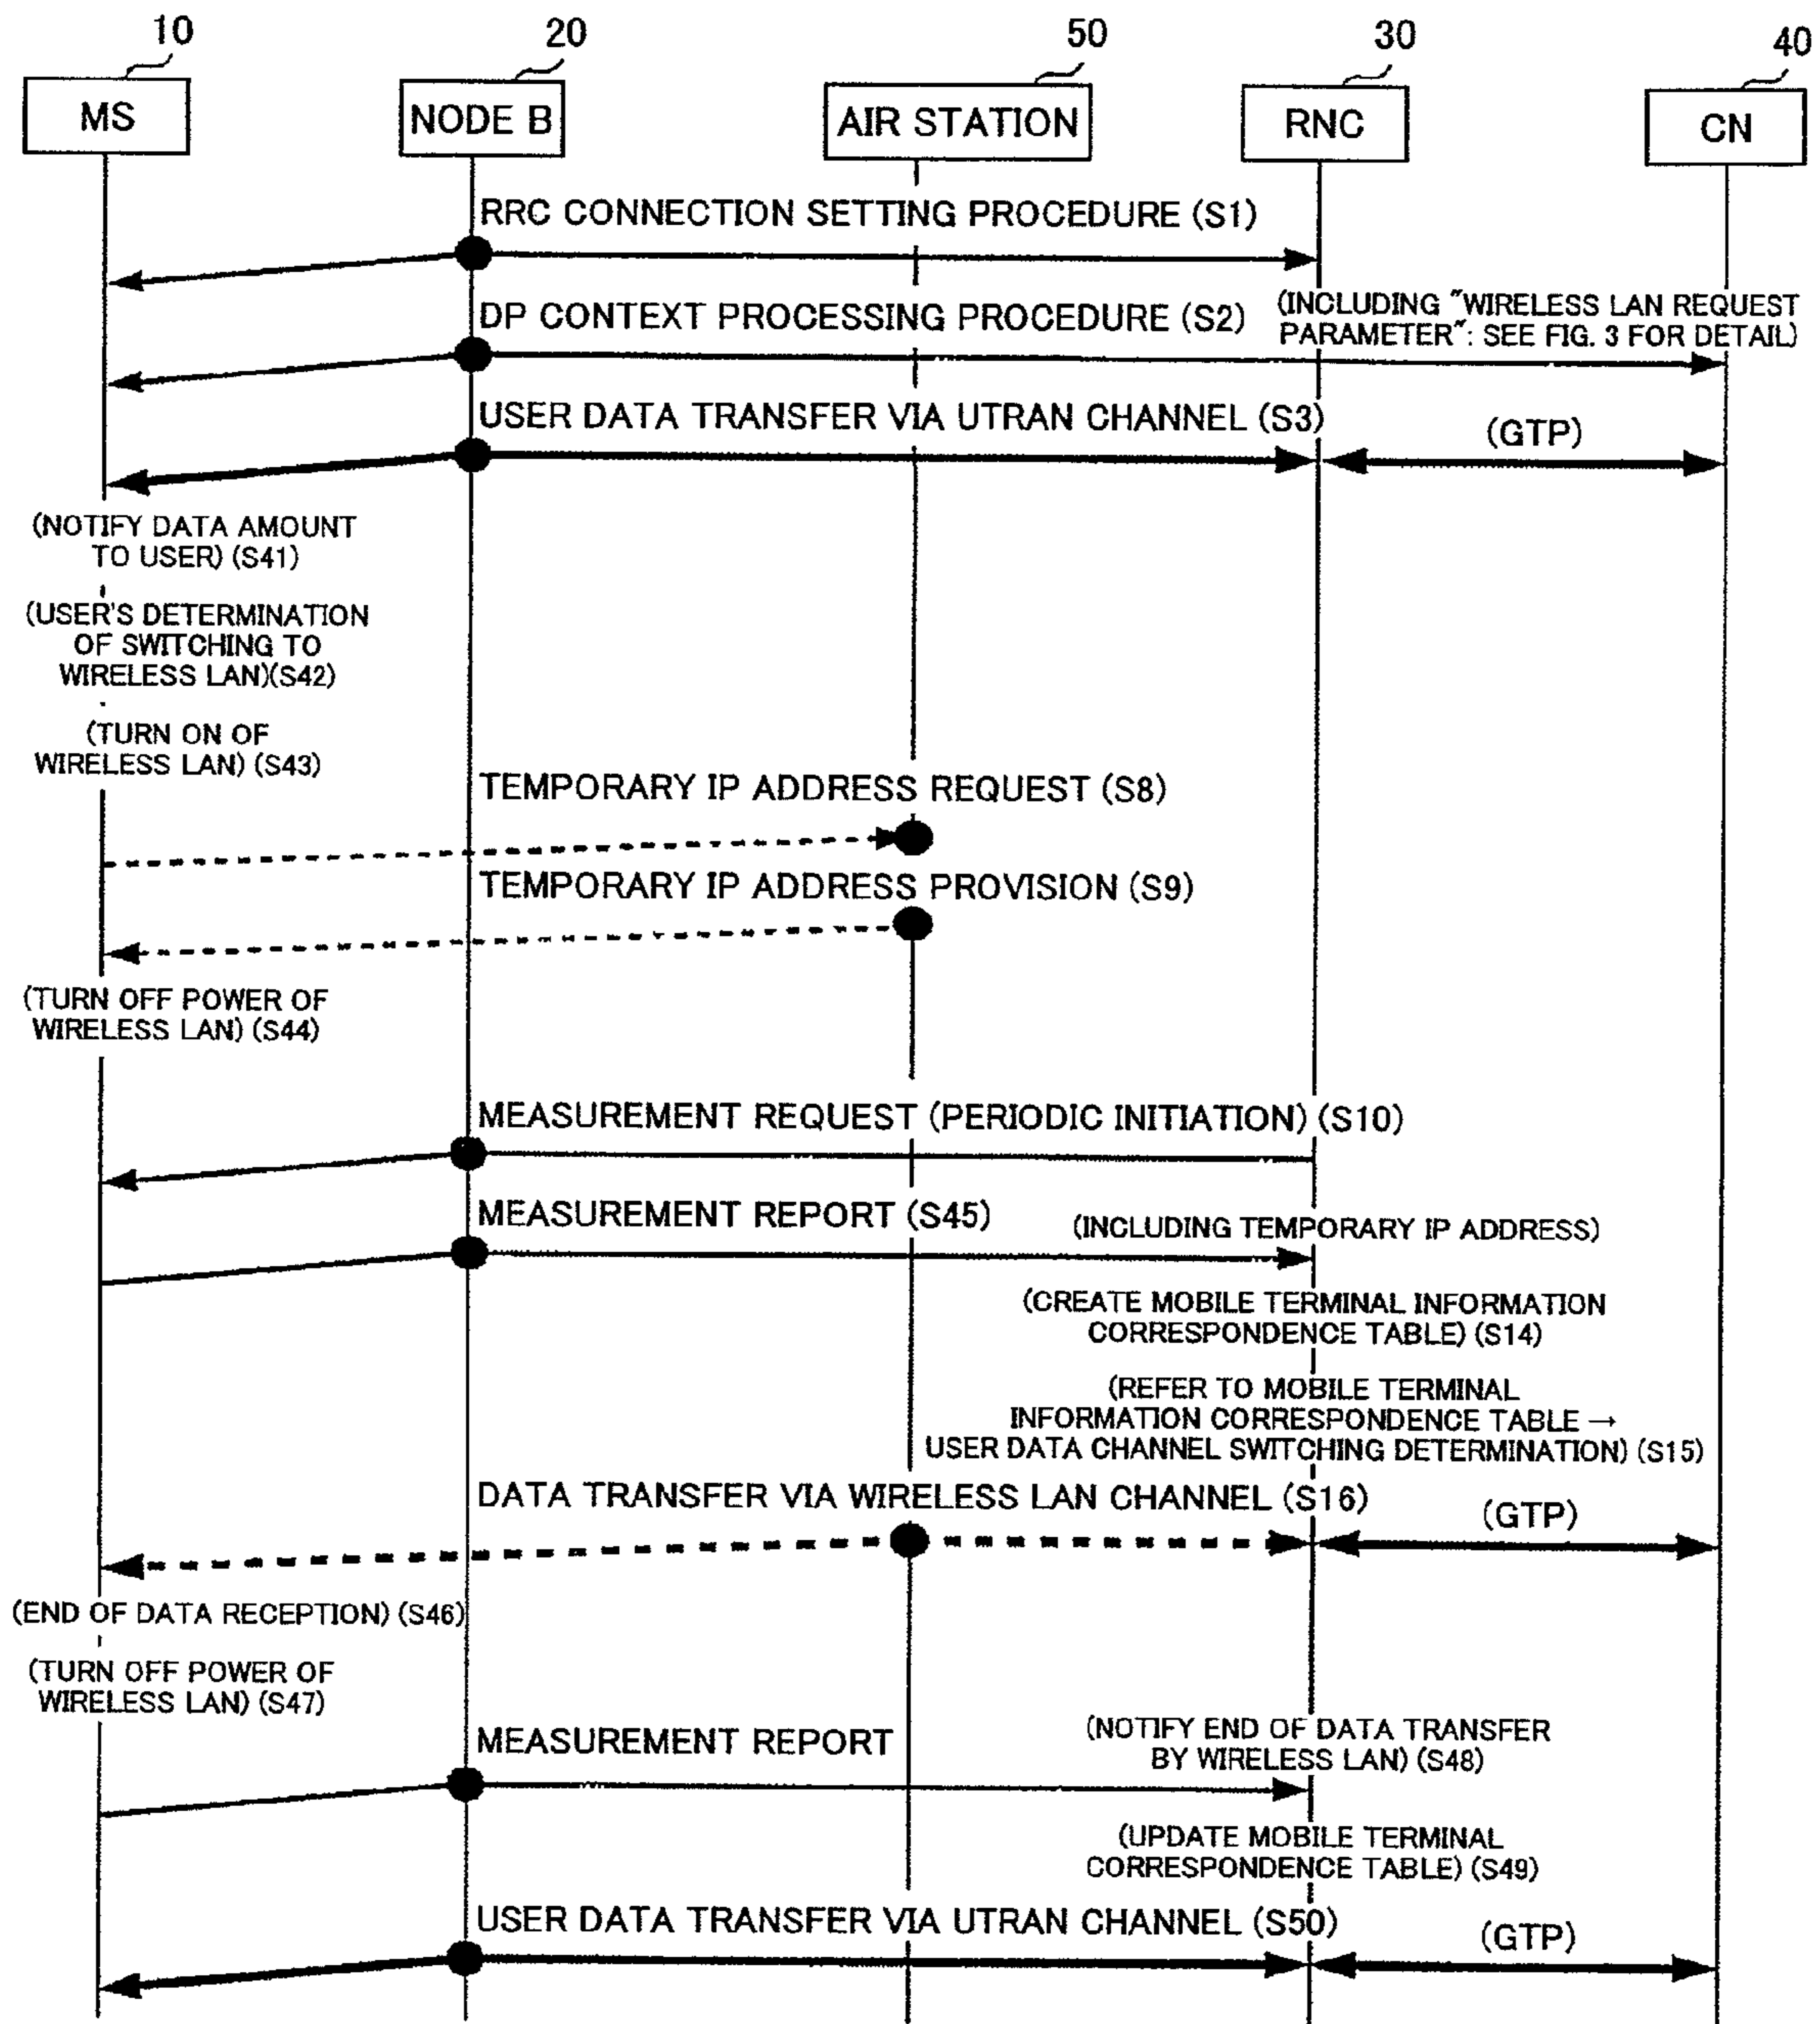 10
20
50
30
40
MS
NODE B
AIR STATION
RNC
CN
RRC CONNECTION SETTING PROCEDURE (S1)
DP CONTEXT PROCESSING PROCEDURE (S2)
(INCLUDING "WIRELESS LAN REQUEST
PARAMETER": SEE FIG. 3 FOR DETAIL)
USER DATA TRANSFER VIA UTRAN CHANNEL (S3)
(GTP)
(NOTIFY DATA AMOUNT
TO USER) (S41)
(USER'S DETERMINATION
OF SWITCHING TO
WIRELESS LAN)(S42)
(TURN ON OF
WIRELESS LAN) (S43)
TEMPORARY IP ADDRESS REQUEST (S8)
TEMPORARY IP ADDRESS PROVISION (S9)
(TURN OFF POWER OF
WIRELESS LAN) (S44)
MEASUREMENT REQUEST (PERIODIC INITIATION) (S10)
MEASUREMENT REPORT (S45)
(INCLUDING TEMPORARY IP ADDRESS)
(CREATE MOBILE TERMINAL INFORMATION
CORRESPONDENCE TABLE) (S14)
(REFER TO MOBILE TERMINAL
INFORMATION CORRESPONDENCE TABLE →
USER DATA CHANNEL SWITCHING DETERMINATION) (S15)
DATA TRANSFER VIA WIRELESS LAN CHANNEL (S16)
(GTP)
(END OF DATA RECEPTION) (S46)
(TURN OFF POWER OF
WIRELESS LAN) (S47)
MEASUREMENT REPORT
(NOTIFY END OF DATA TRANSFER
BY WIRELESS LAN) (S48)
(UPDATE MOBILE TERMINAL
CORRESPONDENCE TABLE) (S49)
USER DATA TRANSFER VIA UTRAN CHANNEL (S50)
(GTP)